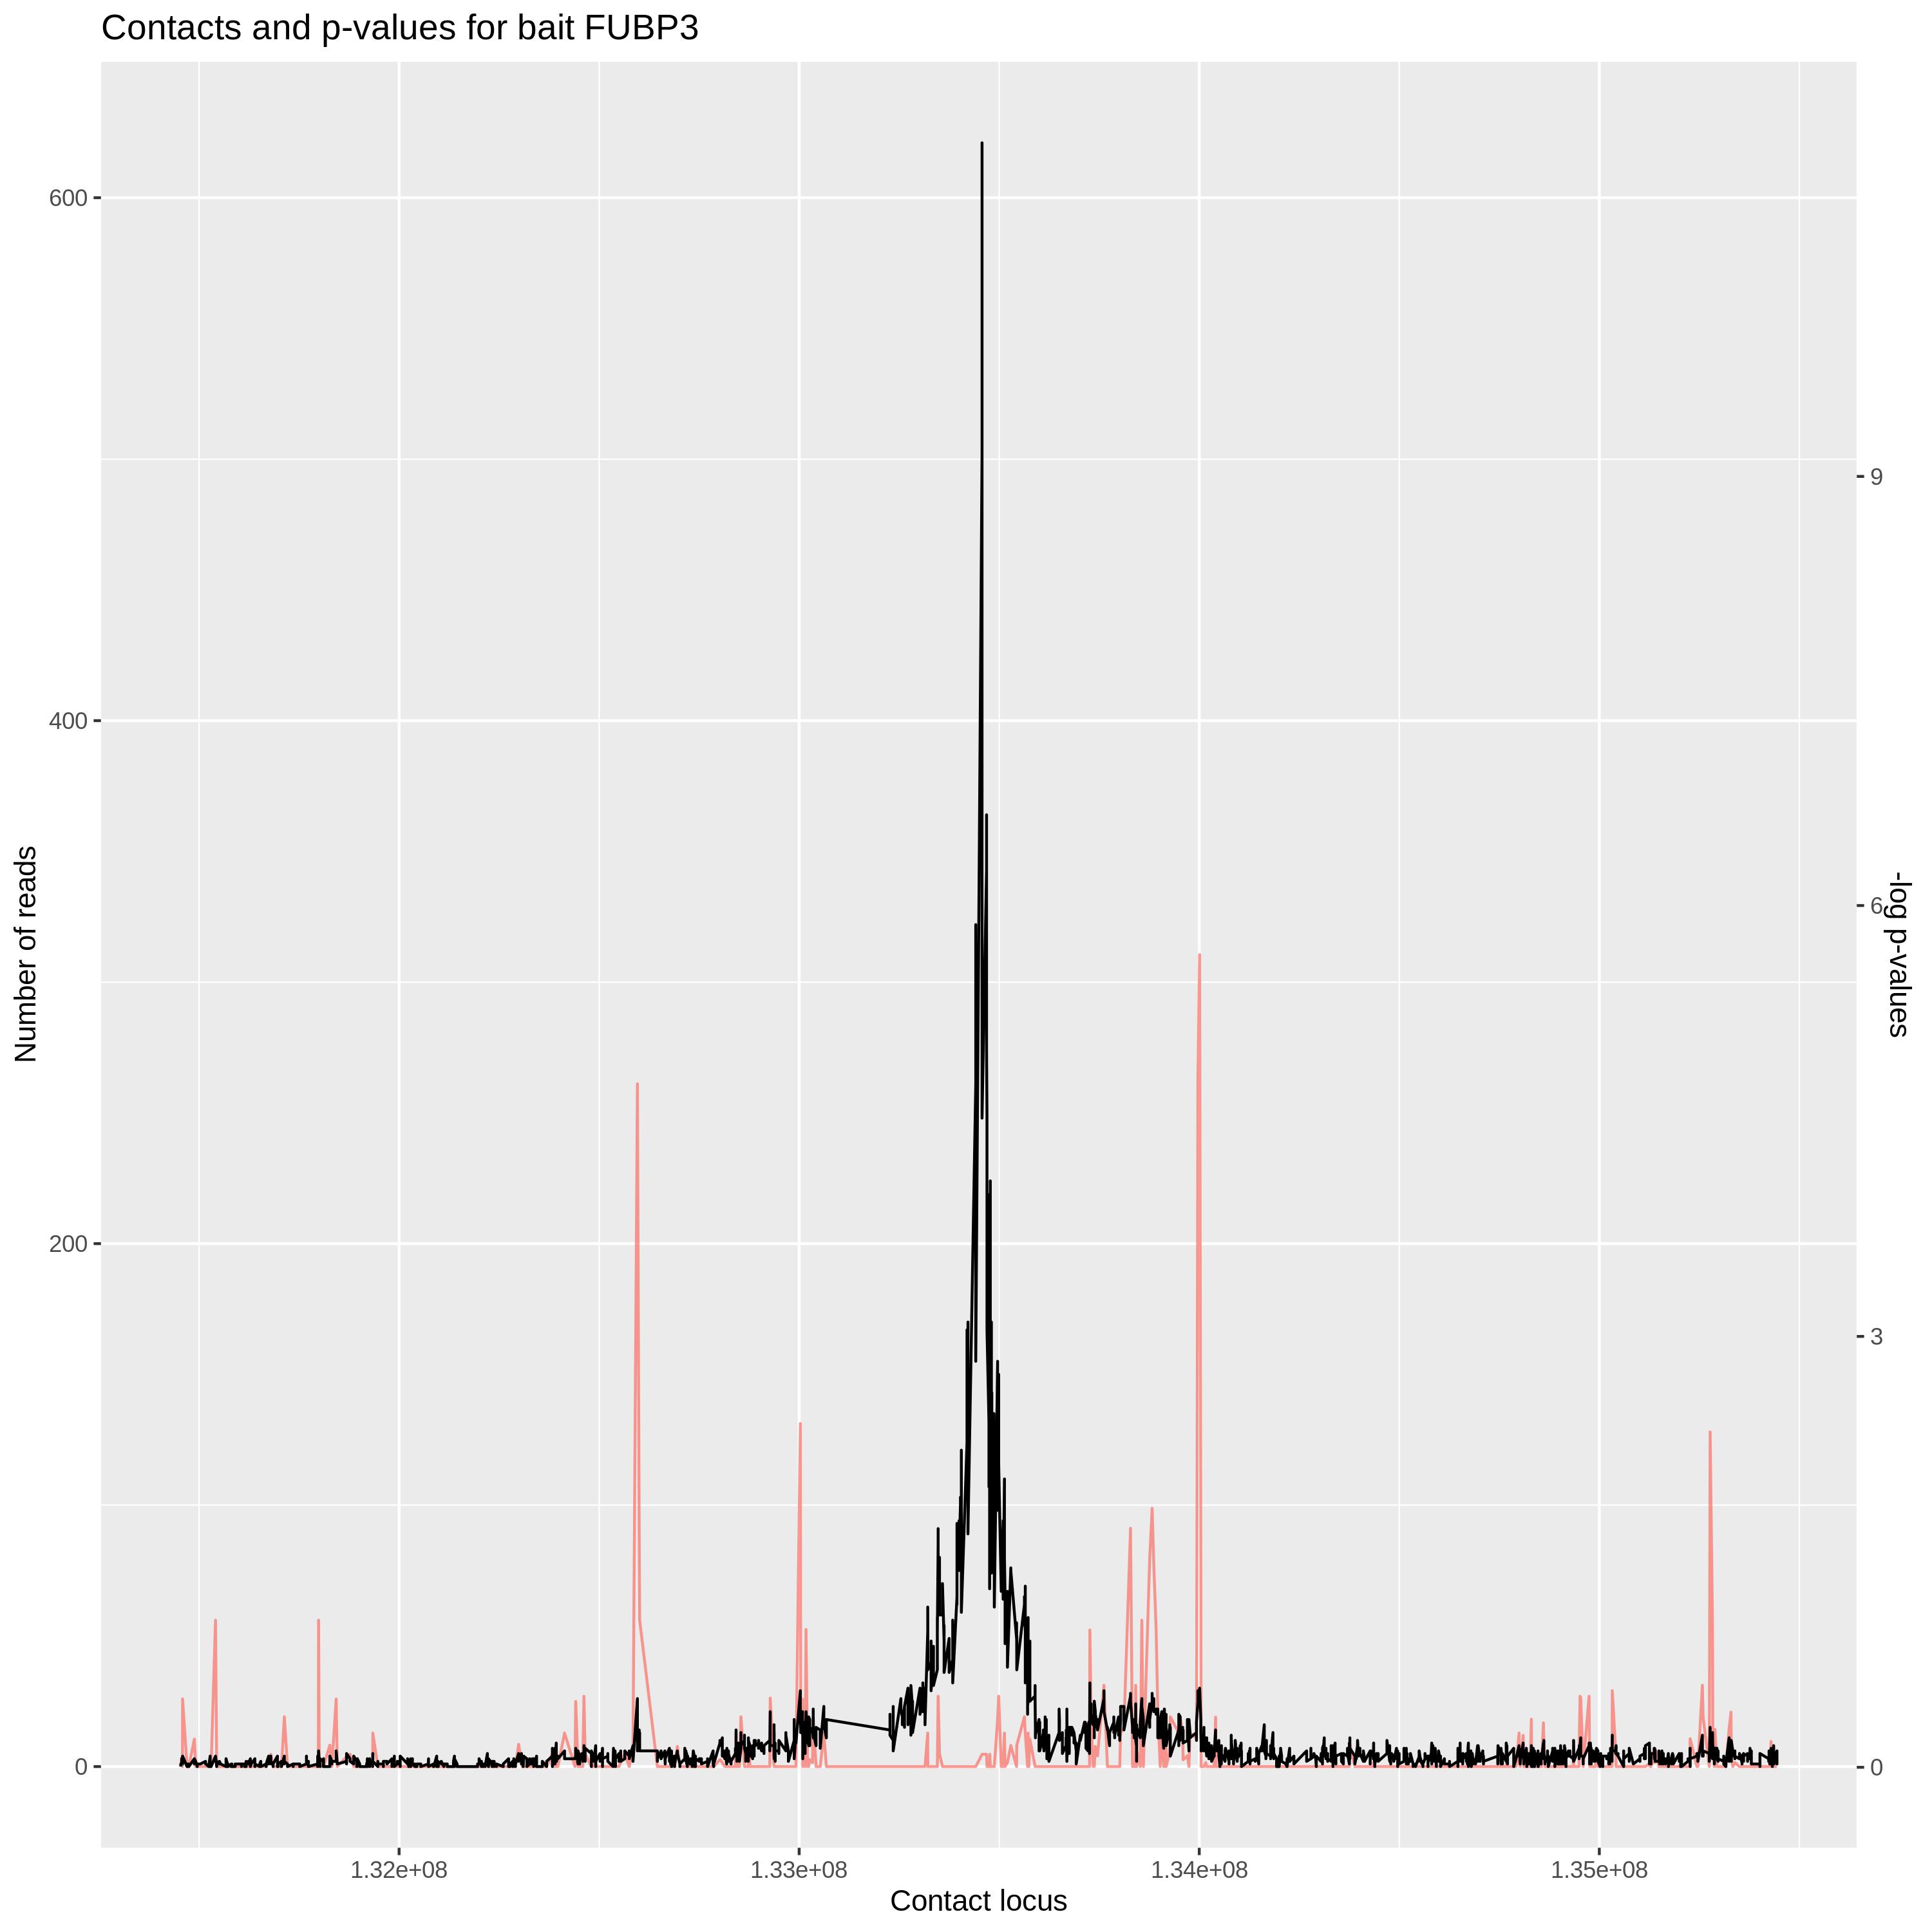 Contacts and p-values for bait FUBP3
600
400
200
0
Number of reads
9
6
3
0
-log p-values
1.32e+08
1.33e+08
1.34e+08
1.35e+08
Contact locus